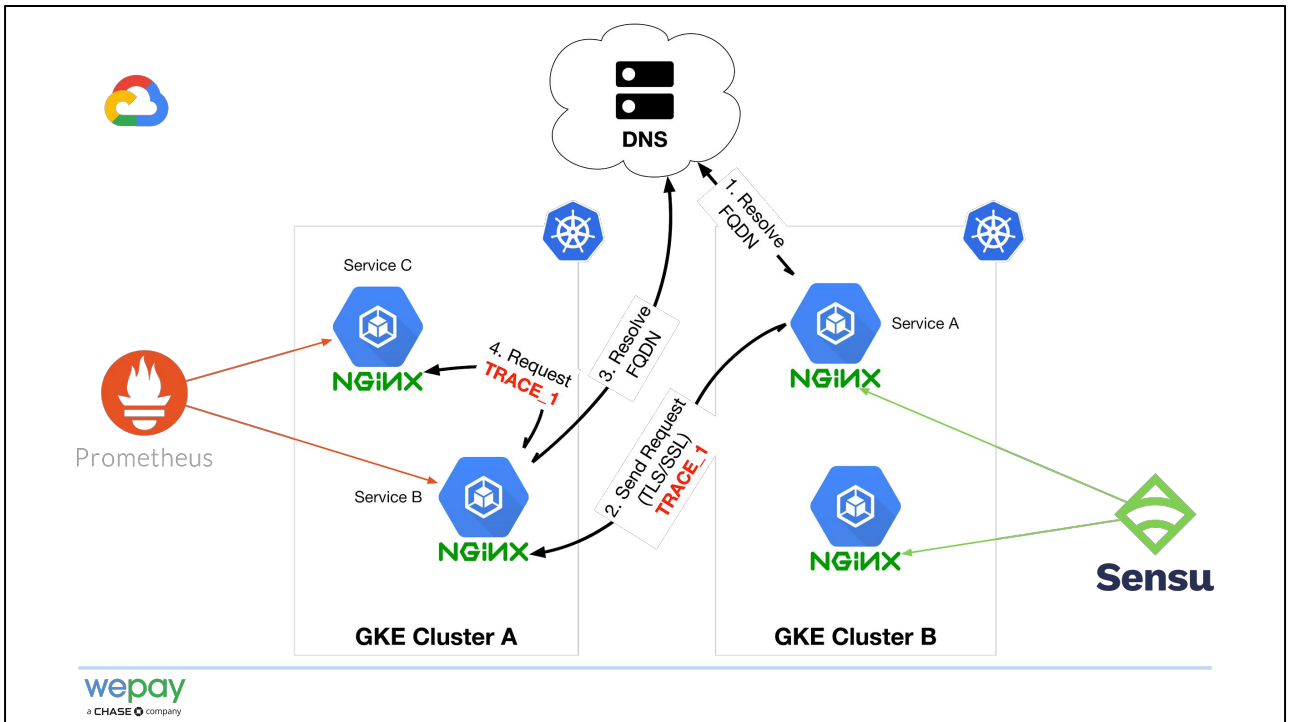 DNS
1. Resolve
FQDN
Service C
Service A
3. Resolve
FQDN
4. Request
TRACE_1
NGiNX
NGiNX
2. Send Request
(TLS/SSL)
TRACE_1
Prometheus
Service B
NGiNX
NGiNX
Sensu
GKE Cluster A
GKE Cluster B
wepay
a CHASE company